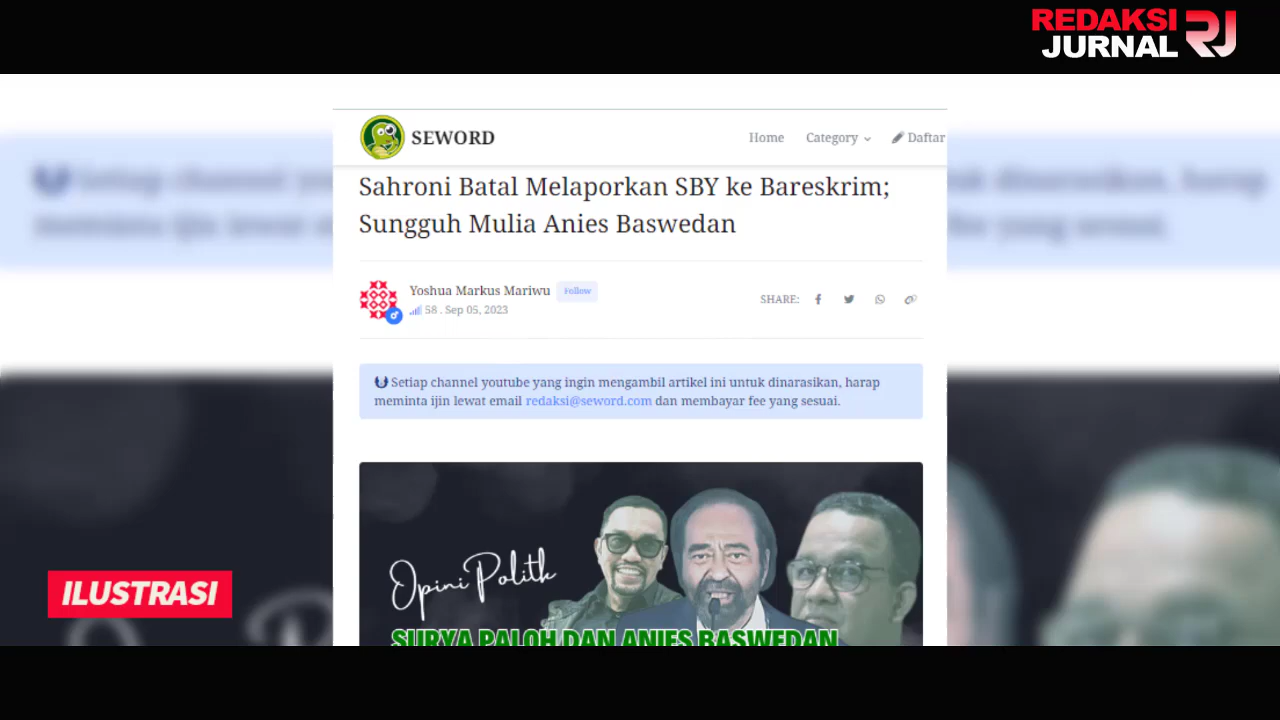 REDAKSI
JURNAL RJ
SEWORD
Home Category Daftar
Sahroni Batal Melaporkan SBY ke Bareskrim;
Sungguh Mulia Anies Baswedan
Yoshua Markus Mariwu Follow
58 . Sep 05, 2023
SHARE:
Setiap channel youtube yang ingin mengambil artikel ini untuk dinarasikan, harap
meminta ijin lewat email redaksi@seword.com dan membayar fee yang sesuai.
Opini Politk
ILUSTRASI
SURYA PALOH DAN ANIES BASWEDAN